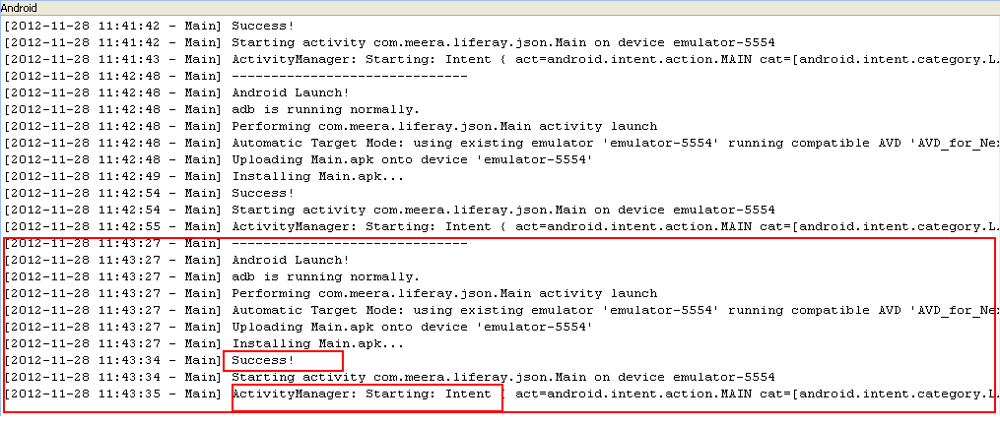 Android
[2012-11-28 11:41:42 - Main] Success!
[2012-11-28 11:41:42 - Main] Starting activity com.meera.liferay.json.Main on device emulator-5554
[2012-11-28 11:41:43 - Main] ActivityManager: Starting: Intent { act=android.intent.action.MAIN cat=[android.intent.category.L
[2012-11-28 11:42:48 - Main] ------------------------------
[2012-11-28 11:42:48 - Main] Android Launch!
[2012-11-28 11:42:48 - Main] adb is running normally.
[2012-11-28 11:42:48 - Main] Performing com.meera.liferay.json.Main activity launch
[2012-11-28 11:42:48 - Main] Automatic Target Mode: using existing emulator 'emulator-5554' running compatible AVD 'AVD_for_Ne
[2012-11-28 11:42:48 - Main] Uploading Main.apk onto device 'emulator-5554'
[2012-11-28 11:42:49 - Main] Installing Main.apk...
[2012-11-28 11:42:54 - Main] Success!
[2012-11-28 11:42:54 - Main] Starting activity com.meera.liferay.json.Main on device emulator-5554
[2012-11-28 11:42:55 - Main] ActivityManager: Starting: Intent { act=android.intent.action.MAIN cat=[android.intent.category.L
[2012-11-28 11:43:27 - Main] ------------------------------
[2012-11-28 11:43:27 - Main] Android Launch!
[2012-11-28 11:43:27 - Main] adb is running normally.
[2012-11-28 11:43:27 - Main] Performing com.meera.liferay.json.Main activity launch
[2012-11-28 11:43:27 - Main] Automatic Target Mode: using existing emulator 'emulator-5554' running compatible AVD 'AVD_for_Ne
[2012-11-28 11:43:27 - Main] Uploading Main.apk onto device 'emulator-5554'
[2012-11-28 11:43:27 - Main] Installing Main.apk...
[2012-11-28 11:43:34 - Main] Success!
[2012-11-28 11:43:34 - Main] Starting activity com.meera.liferay.json.Main on device emulator-5554
[2012-11-28 11:43:35 - Main] ActivityManager: Starting: Intent { act=android.intent.action.MAIN cat=[android.intent.category.L